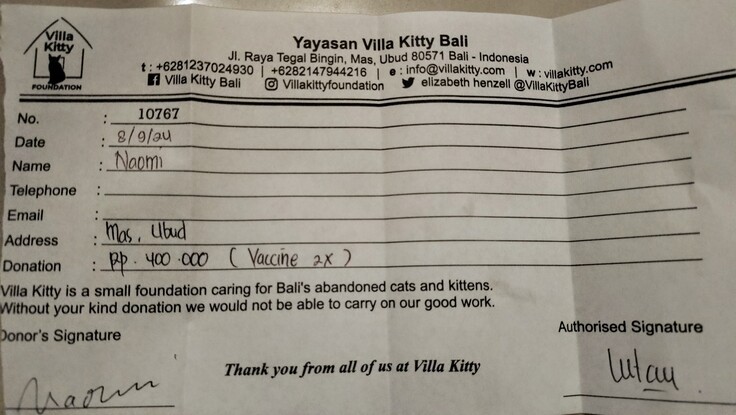 Villa
Kitty
FOUNDATION
Yayasan Villa Kitty Bali
Jl. Raya Tegal Bingin, Mas, Ubud 80571 Bali - Indonesia
t : +6281237024930 | +6282147944216 | e : info@villakitty.com | w : villakitty.com
Villa Kitty Bali Villakittyfoundation elizabeth henzell @VillaKittyBali
No. : 10767
Date : 8/9/24
Name : Naomi
Telephone :
Email :
Address : Mas, Ubud
Donation : Rp. 400.000 ( Vaccine 2x )
Villa Kitty is a small foundation caring for Bali's abandoned cats and kittens.
Without your kind donation we would not be able to carry on our good work.
Donor's Signature Authorised Signature
Thank you from all of us at Villa Kitty
Naomi